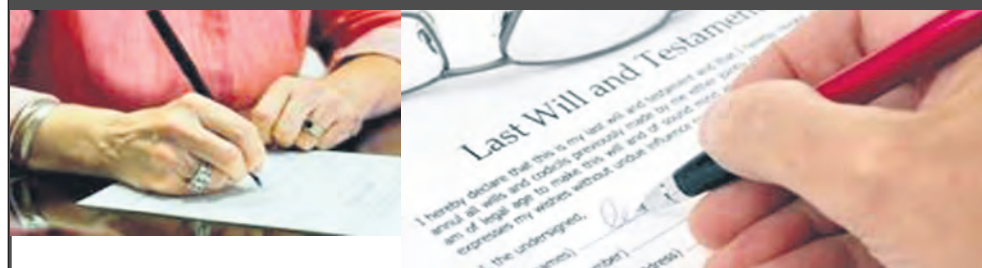 Last Will and Testament
I hereby declare that this is my last will and testament and that I hereby
annul all wills and codicils previously made by me either
am of legal age to make this will and of sound mind
expresses my wishes without undue influence
I, the undersigned,